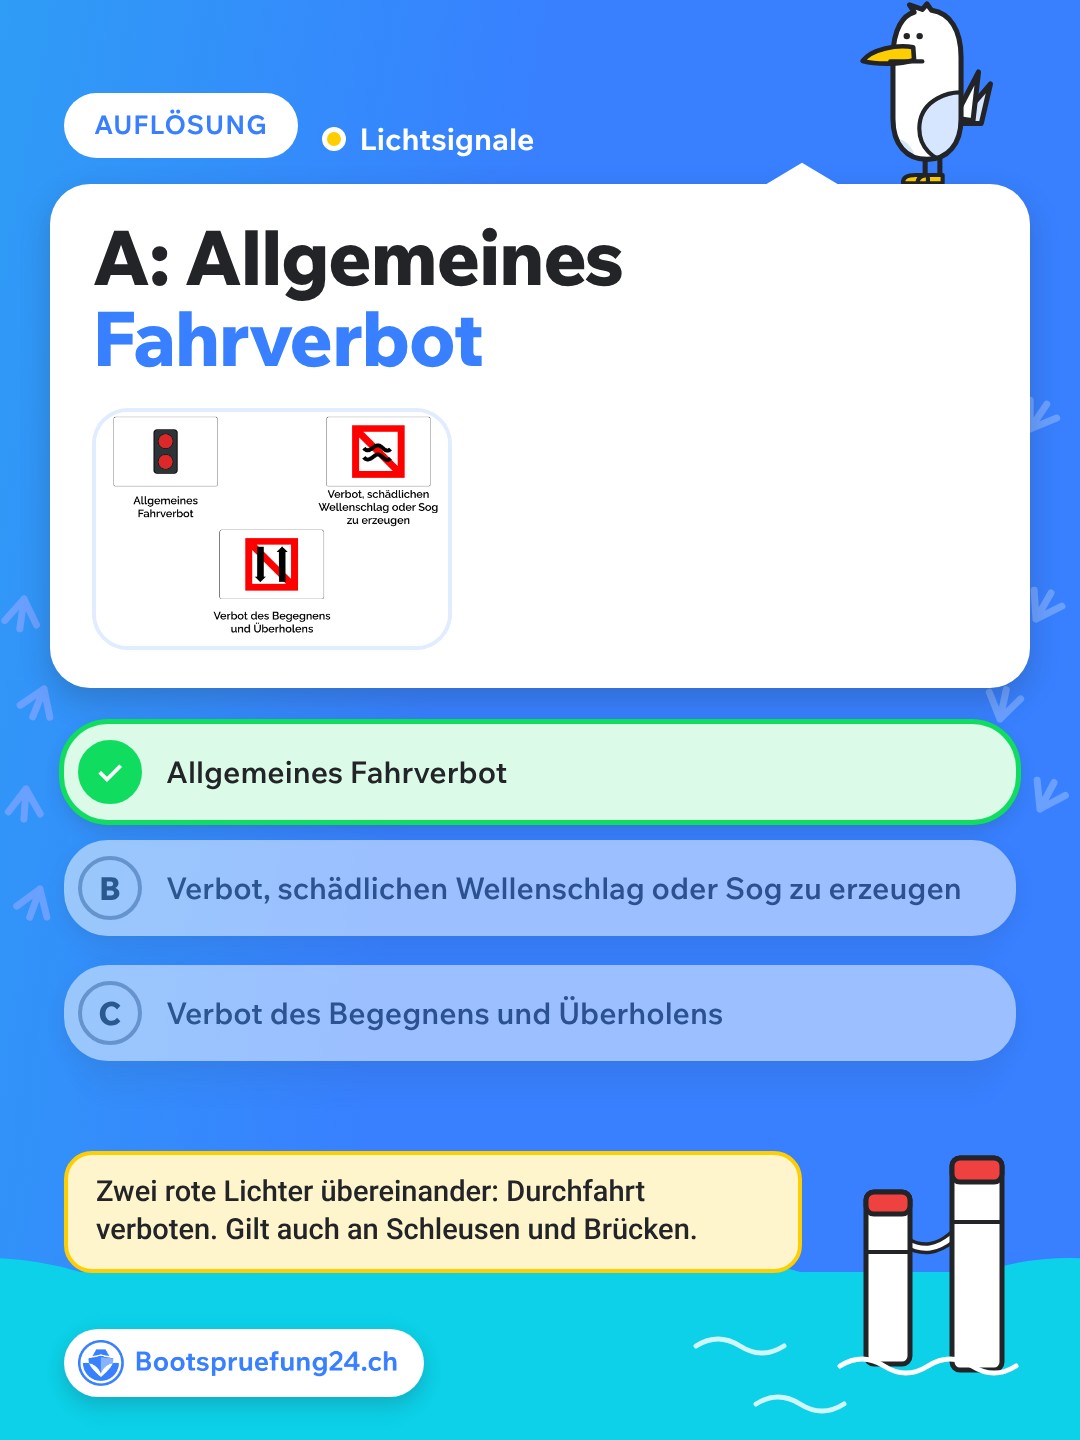 AUFLÖSUNG
Lichtsignale
A: Allgemeines
Fahrverbot
Allgemeines
Fahrverbot
Verbot, schädlichen
Wellenschlag oder Sog
zu erzeugen
Verbot des Begegnens
und Überholens
Allgemeines Fahrverbot
B Verbot, schädlichen Wellenschlag oder Sog zu erzeugen
C Verbot des Begegnens und Überholens
Zwei rote Lichter übereinander: Durchfahrt
verboten. Gilt auch an Schleusen und Brücken.
Bootspruefung24.ch